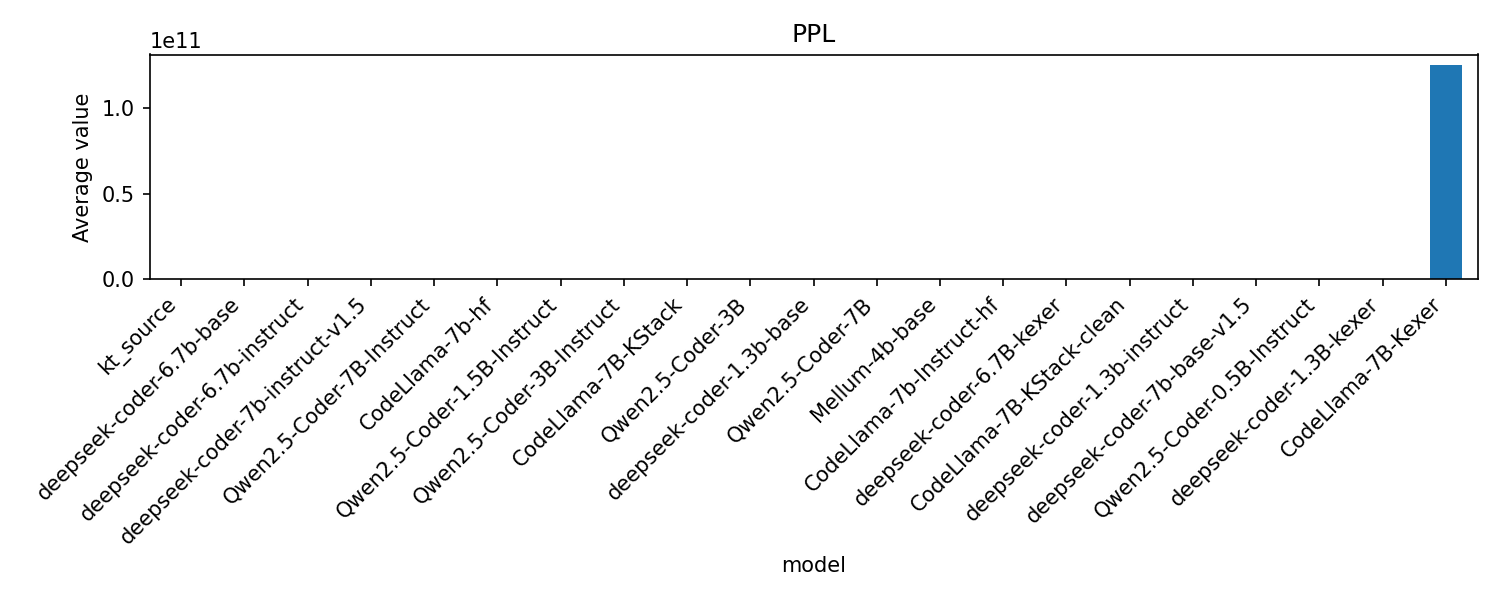 PPL
1e11
Average value
1.0
0.5
0.0
kt_source
deepseek-coder-6.7b-base
deepseek-coder-6.7b-instruct
deepseek-coder-7b-instruct-v1.5
Qwen2.5-Coder-7B-Instruct
CodeLlama-7b-hf
Qwen2.5-Coder-1.5B-Instruct
Qwen2.5-Coder-3B-Instruct
CodeLlama-7B-KStack
Qwen2.5-Coder-3B
deepseek-coder-1.3b-base
Qwen2.5-Coder-7B
Mellum-4b-base
CodeLlama-7b-Instruct-hf
deepseek-coder-6.7B-kexer
CodeLlama-7B-KStack-clean
deepseek-coder-1.3b-instruct
deepseek-coder-7b-base-v1.5
Qwen2.5-Coder-0.5B-Instruct
deepseek-coder-1.3B-kexer
CodeLlama-7B-Kexer
model